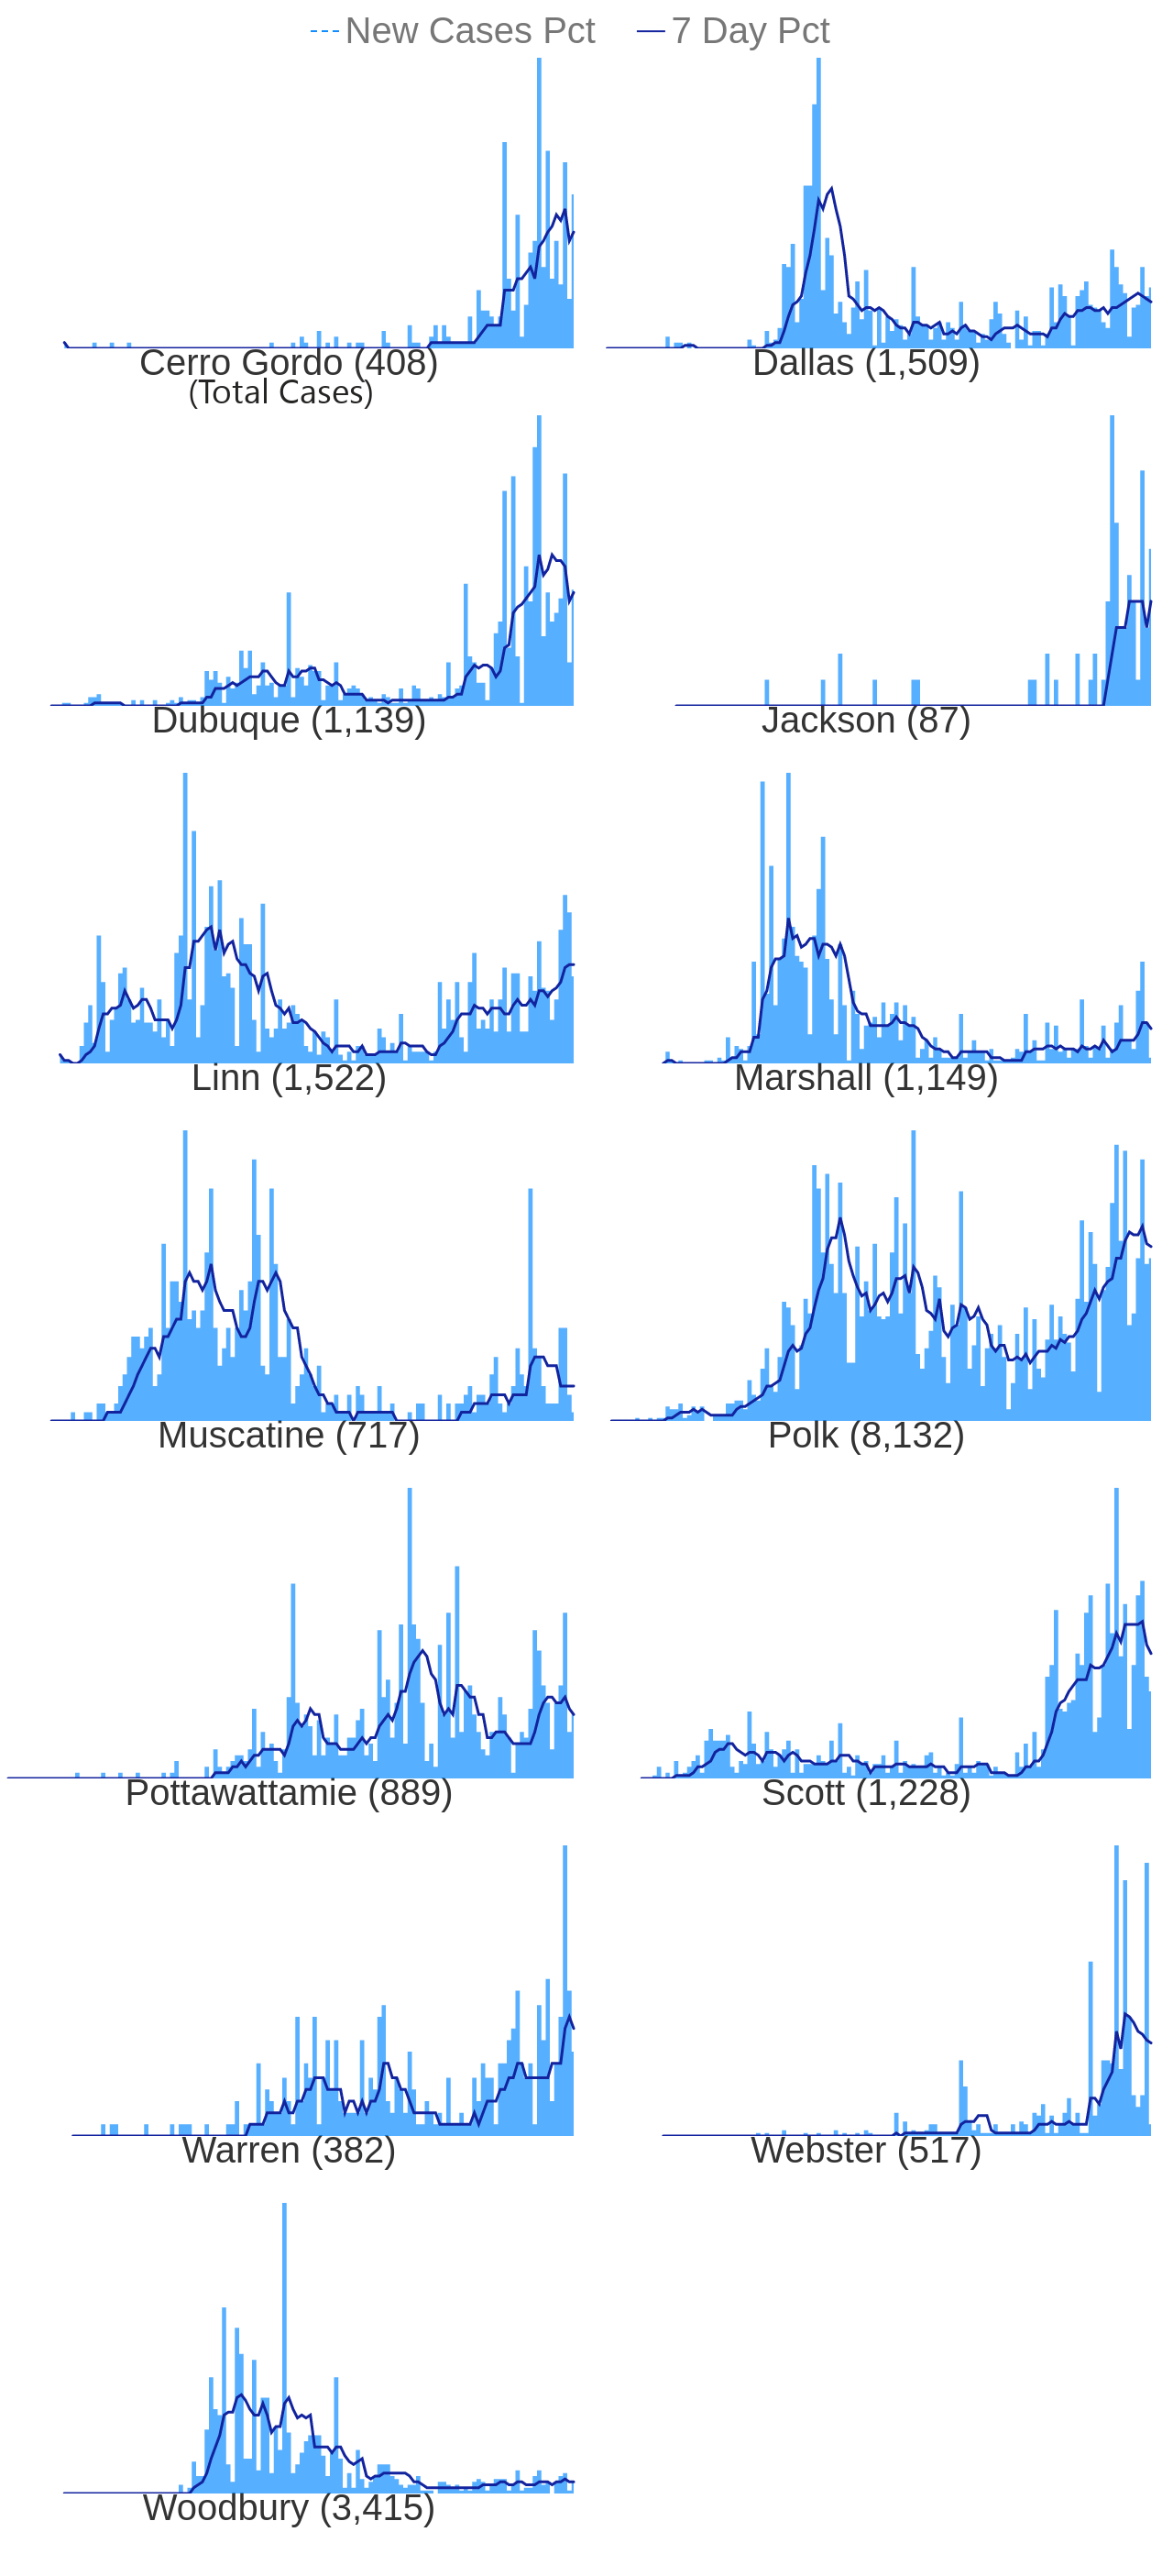 New Cases Pct 7 Day Pct
Cerro Gordo (408) Dallas (1,509)
(Total Cases)
Dubuque (1,139) Jackson (87)
Linn (1,522) Marshall (1,149)
Muscatine (717) Polk (8,132)
Pottawattamie (889) Scott (1,228)
Warren (382) Webster (517)
Woodbury (3,415)